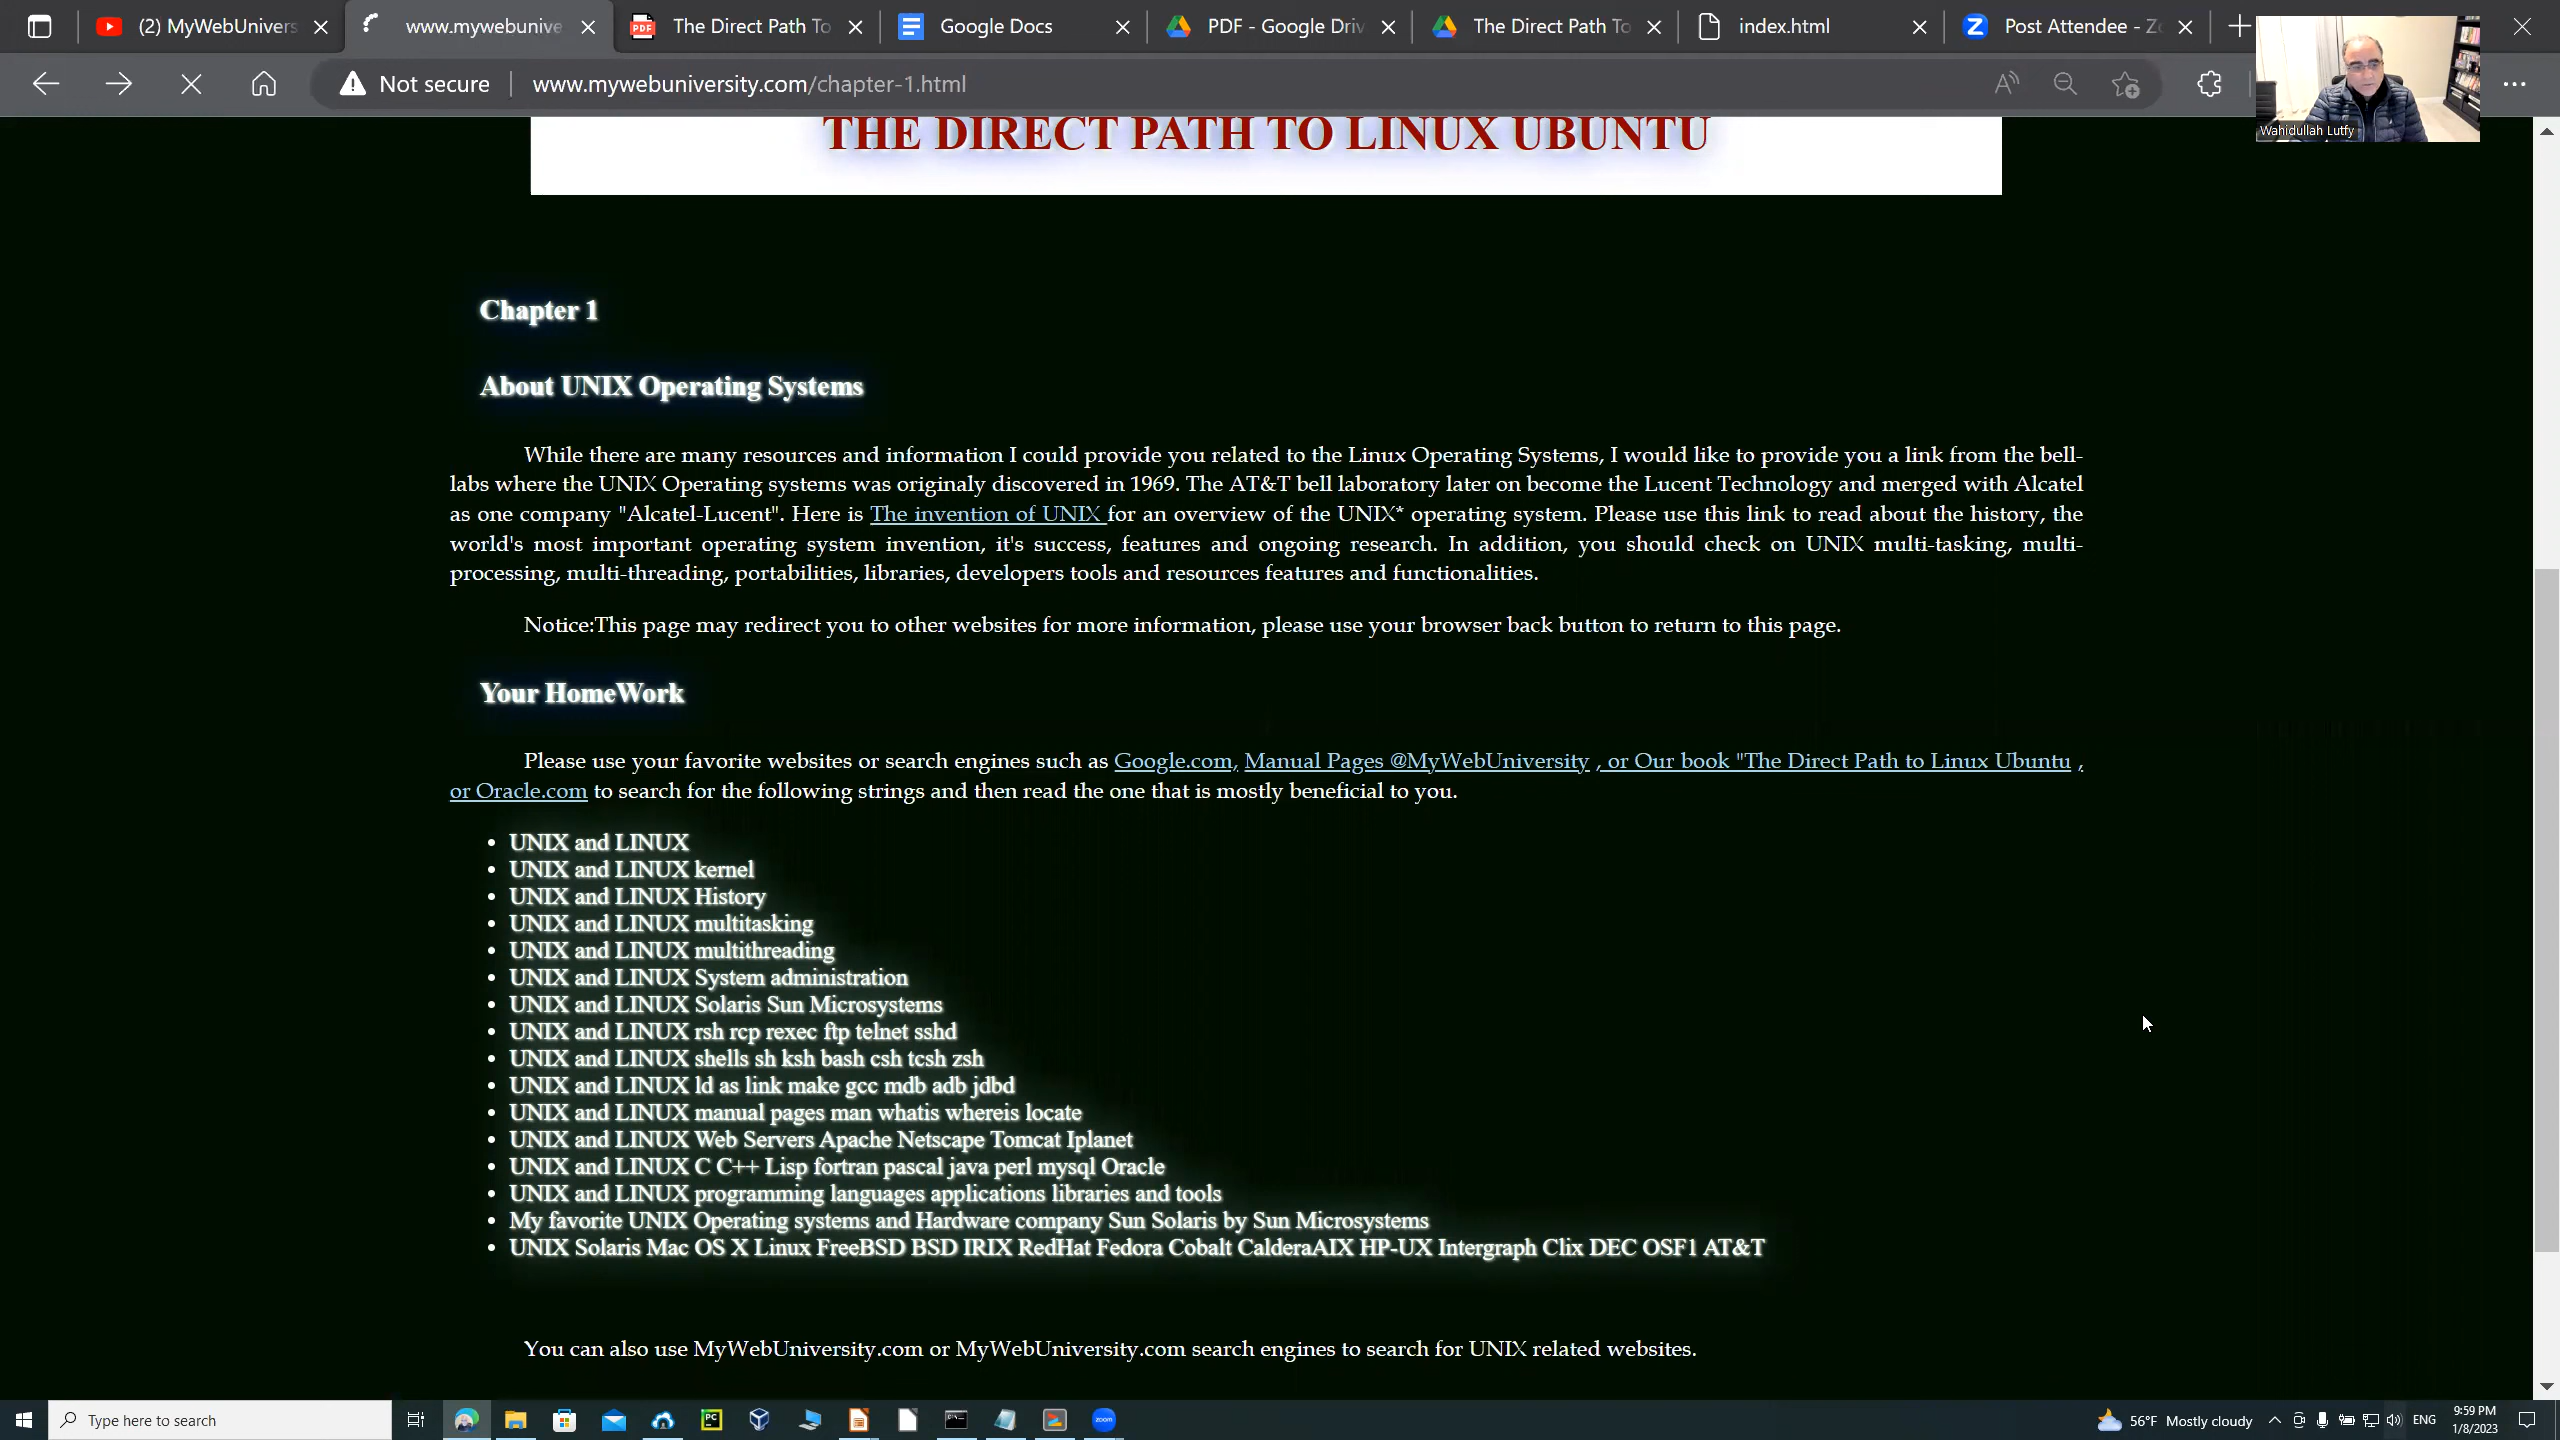 (2) MyWebUnivers
www.mywebunive
The Direct Path To
Google Docs
PDF - Google Driv
The Direct Path To
index.html
Post Attendee - Zo
Not secure
www.mywebuniversity.com/chapter-1.html
Wahidullah Lutfy
THE DIRECT PATH TO LINUX UBUNTU
Chapter 1
About UNIX Operating Systems
While there are many resources and information I could provide you related to the Linux Operating Systems, I would like to provide you a link from the bell-
labs where the UNIX Operating systems was originaly discovered in 1969. The AT&T bell laboratory later on become the Lucent Technology and merged with Alcatel
as one company "Alcatel-Lucent". Here is The invention of UNIX for an overview of the UNIX* operating system. Please use this link to read about the history, the
world's most important operating system invention, it's success, features and ongoing research. In addition, you should check on UNIX multi-tasking, multi-
processing, multi-threading, portabilities, libraries, developers tools and resources features and functionalities.
Notice:This page may redirect you to other websites for more information, please use your browser back button to return to this page.
Your HomeWork
Please use your favorite websites or search engines such as Google.com, Manual Pages @MyWebUniversity , or Our book "The Direct Path to Linux Ubuntu ,
or Oracle.com to search for the following strings and then read the one that is mostly beneficial to you.
• UNIX and LINUX
• UNIX and LINUX kernel
• UNIX and LINUX History
• UNIX and LINUX multitasking
• UNIX and LINUX multithreading
• UNIX and LINUX System administration
• UNIX and LINUX Solaris Sun Microsystems
• UNIX and LINUX rsh rcp rexec ftp telnet sshd
• UNIX and LINUX shells sh ksh bash csh tcsh zsh
• UNIX and LINUX ld as link make gcc mdb adb jdbd
• UNIX and LINUX manual pages man whatis whereis locate
• UNIX and LINUX Web Servers Apache Netscape Tomcat Iplanet
• UNIX and LINUX C C++ Lisp fortran pascal java perl mysql Oracle
• UNIX and LINUX programming languages applications libraries and tools
• My favorite UNIX Operating systems and Hardware company Sun Solaris by Sun Microsystems
• UNIX Solaris Mac OS X Linux FreeBSD BSD IRIX RedHat Fedora Cobalt CalderaAIX HP-UX Intergraph Clix DEC OSF1 AT&T
You can also use MyWebUniversity.com or MyWebUniversity.com search engines to search for UNIX related websites.
Type here to search
56°F Mostly cloudy
ENG
9:59 PM
1/8/2023